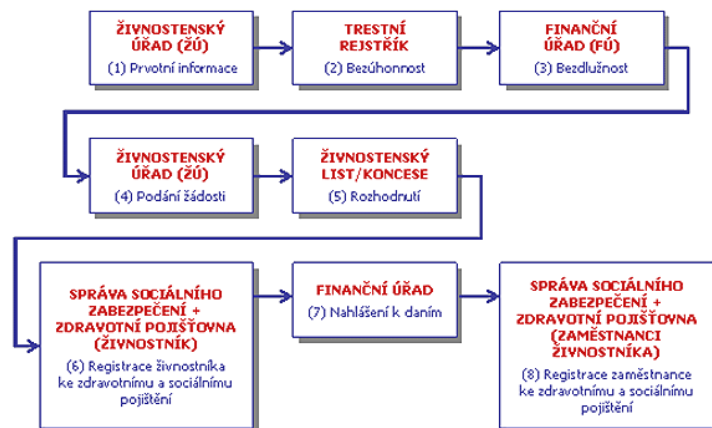 ŽIVNOSTENSKÝ
ÚŘAD (ŽÚ)
(1) Prvotní informace
TRESTNÍ
REJSTŘÍK
(2) Bezúhonnost
FINANČNÍ
ÚŘAD (FÚ)
(3) Bezdlužnost
ŽIVNOSTENSKÝ
ÚŘAD (ŽÚ)
(4) Podání žádosti
ŽIVNOSTENSKÝ
LIST/KONCESE
(5) Rozhodnutí
SPRÁVA SOCIÁLNÍHO
ZABEZPEČENÍ +
ZDRAVOTNÍ POJIŠŤOVNA
(ŽIVNOSTNÍK)
(6) Registrace živnostníka
ke zdravotnímu a sociálnímu
pojištění
FINANČNÍ ÚŘAD
(7) Nahlášení k daním
SPRÁVA SOCIÁLNÍHO
ZABEZPEČENÍ +
ZDRAVOTNÍ POJIŠŤOVNA
(ZAMĚSTNANCI
ŽIVNOSTNÍKA)
(8) Registrace zaměstnance
ke zdravotnímu a sociálnímu
pojištění